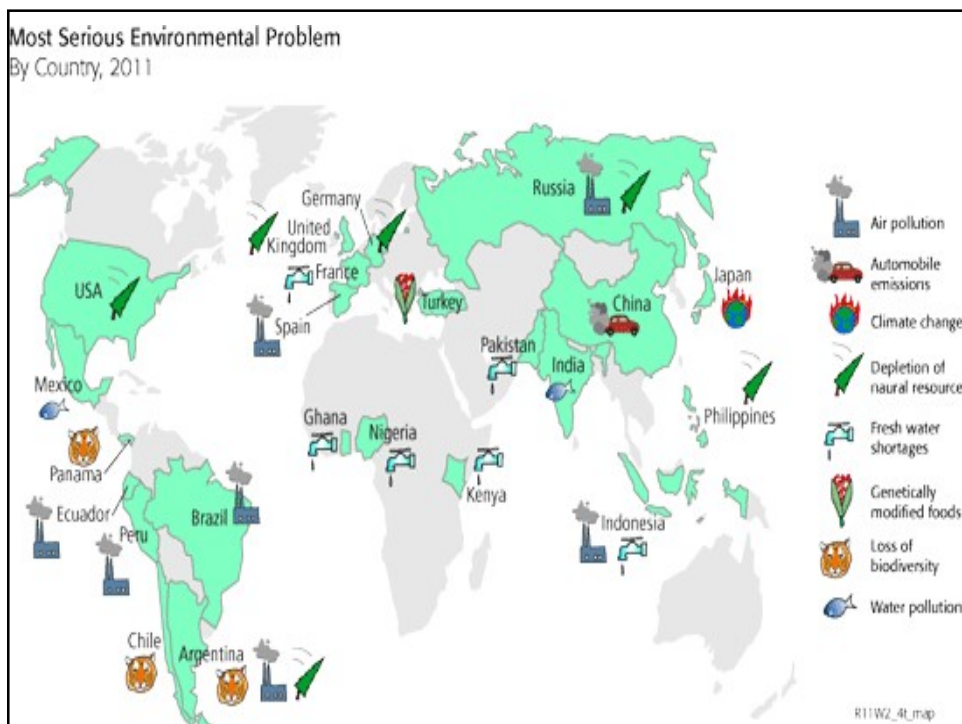 Most Serious Environmental Problem
By Country, 2011
Russia
Germany
United
Kingdom
France
Spain
Turkey
USA
China
Japan
Pakistan
India
Philippines
Mexico
Ghana
Nigeria
Kenya
Panama
Ecuador
Peru
Brazil
Indonesia
Chile
Argentina
Air pollution
Automobile
emissions
Climate change
Depletion of
naural resource
Fresh water
shortages
Genetically
modified foods
Loss of
biodiversity
Water pollution
R11W2_4t_map